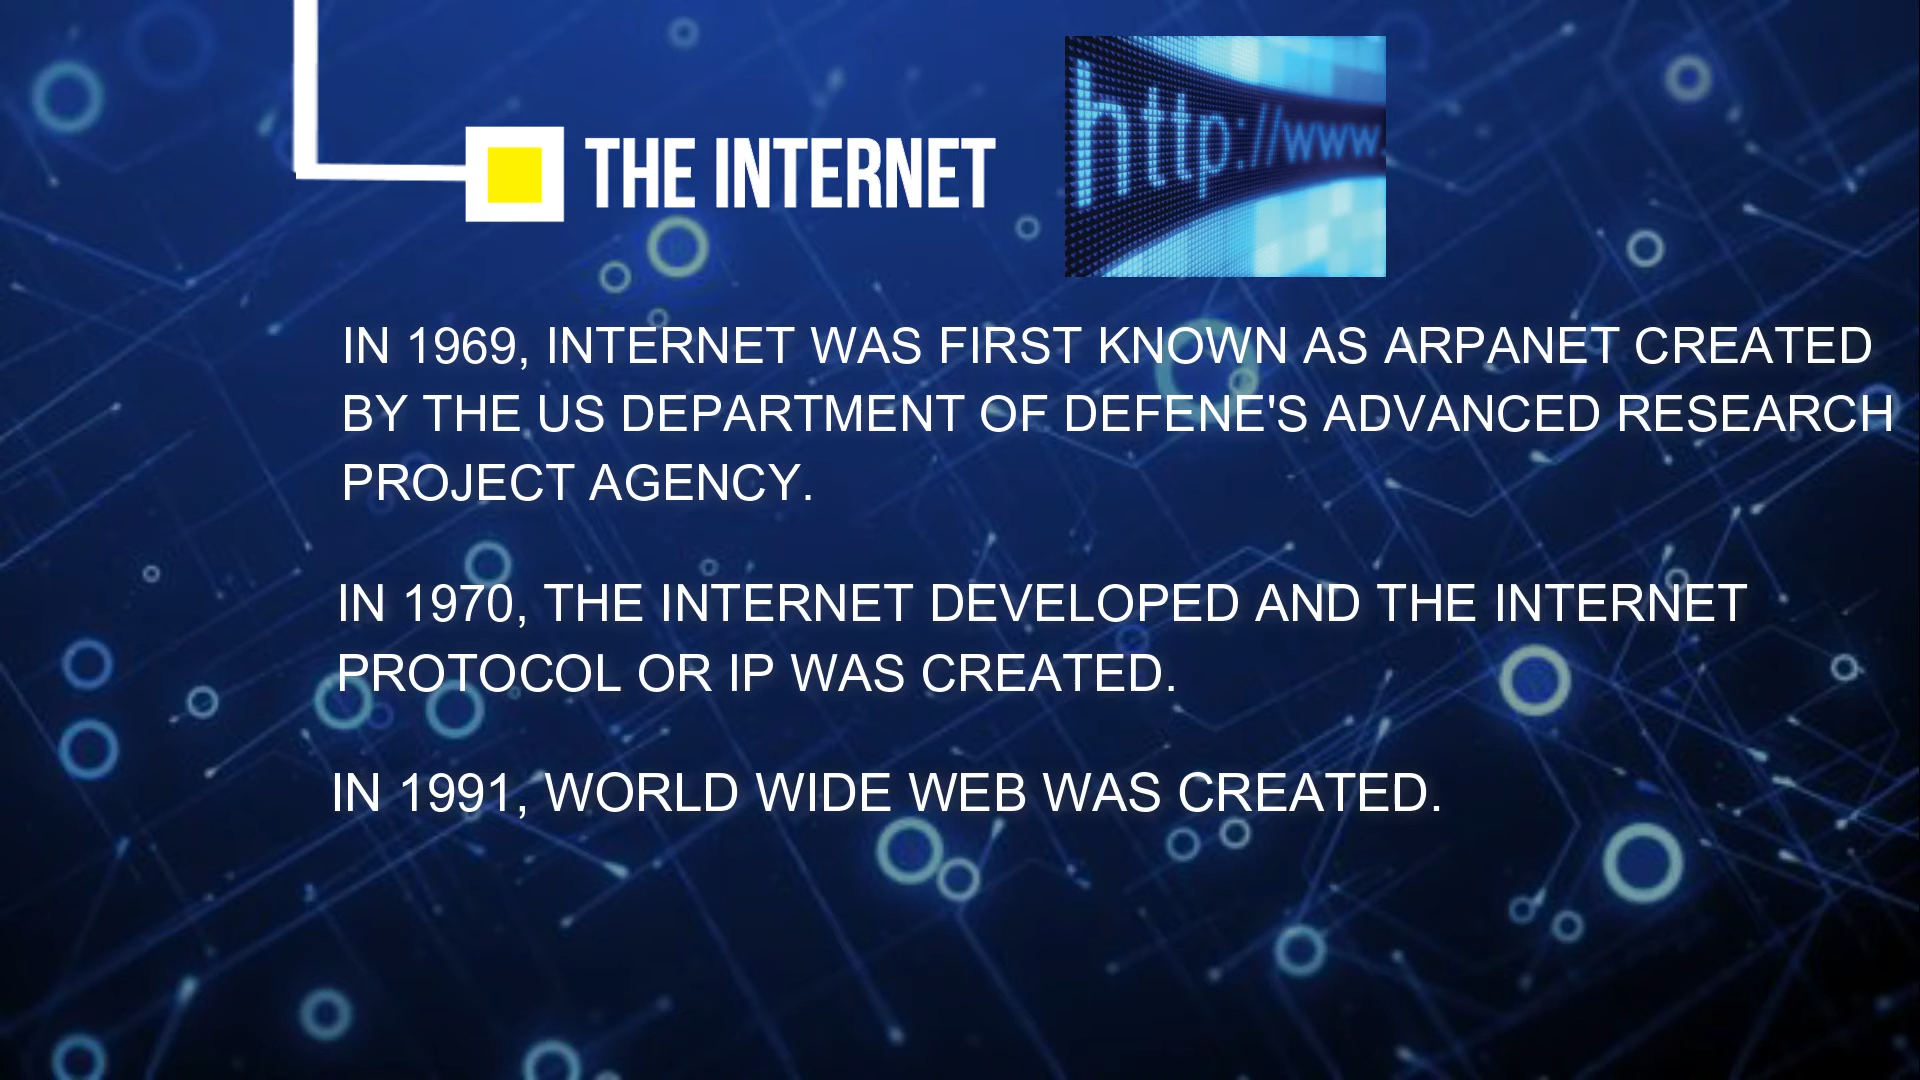 THE INTERNET
http://www.
IN 1969, INTERNET WAS FIRST KNOWN AS ARPANET CREATED
BY THE US DEPARTMENT OF DEFENE'S ADVANCED RESEARCH
PROJECT AGENCY.
IN 1970, THE INTERNET DEVELOPED AND THE INTERNET
PROTOCOL OR IP WAS CREATED.
IN 1991, WORLD WIDE WEB WAS CREATED.